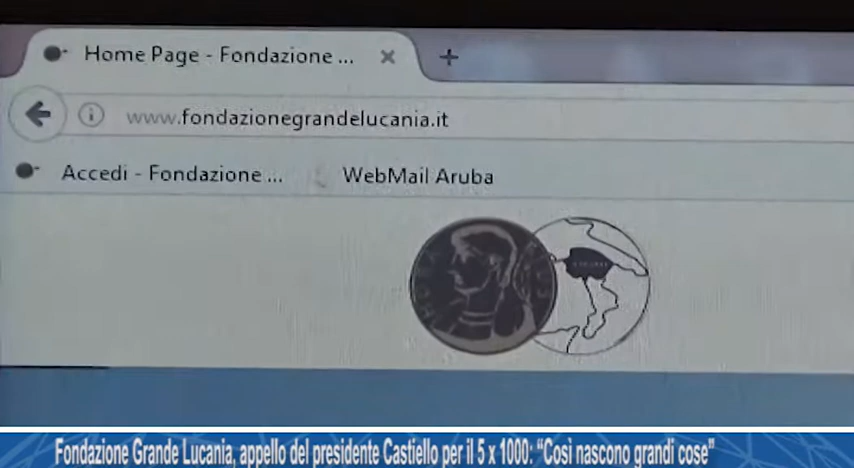 Home Page - Fondazione ...
www.fondazionegrandelucania.it
Accedi - Fondazione ...
WebMail Aruba
Fondazione Grande Lucania, appello del presidente Castiello per il 5 x 1000: “Così nascono grandi cose”